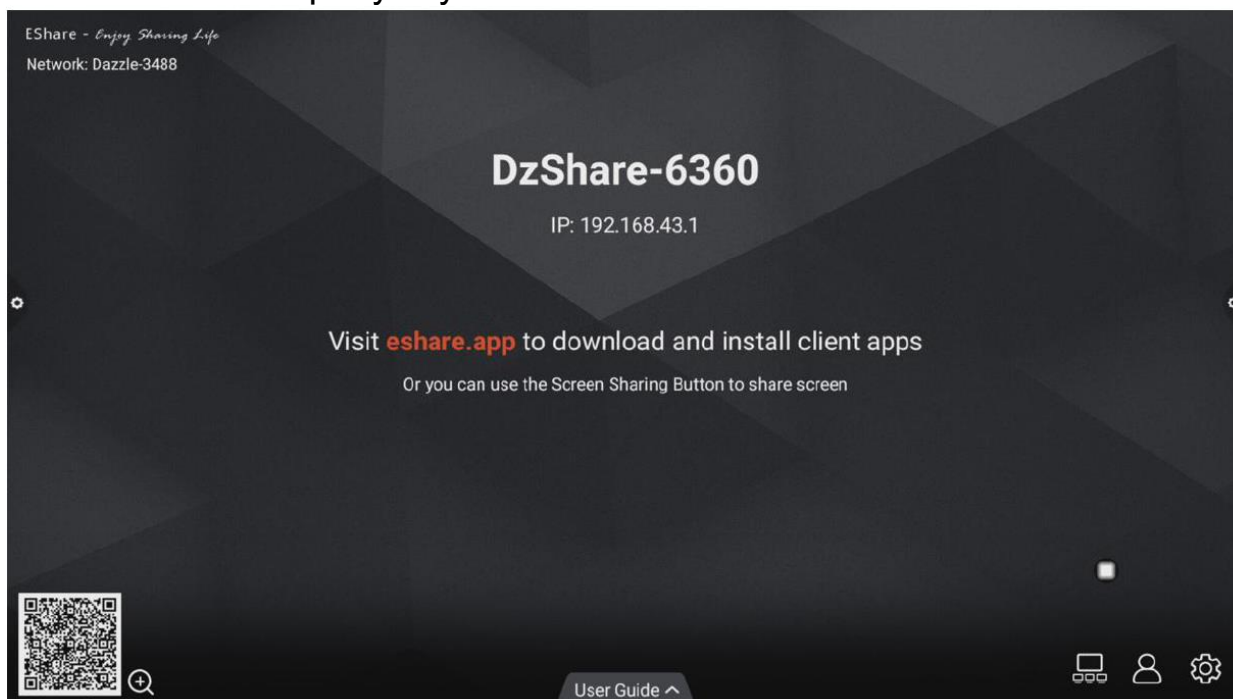 EShare - Enjoy Sharing Life
Network: Dazzle-3488
DzShare-6360
IP: 192.168.43.1
Visit eshare.app to download and install client apps
Or you can use the Screen Sharing Button to share screen
User Guide